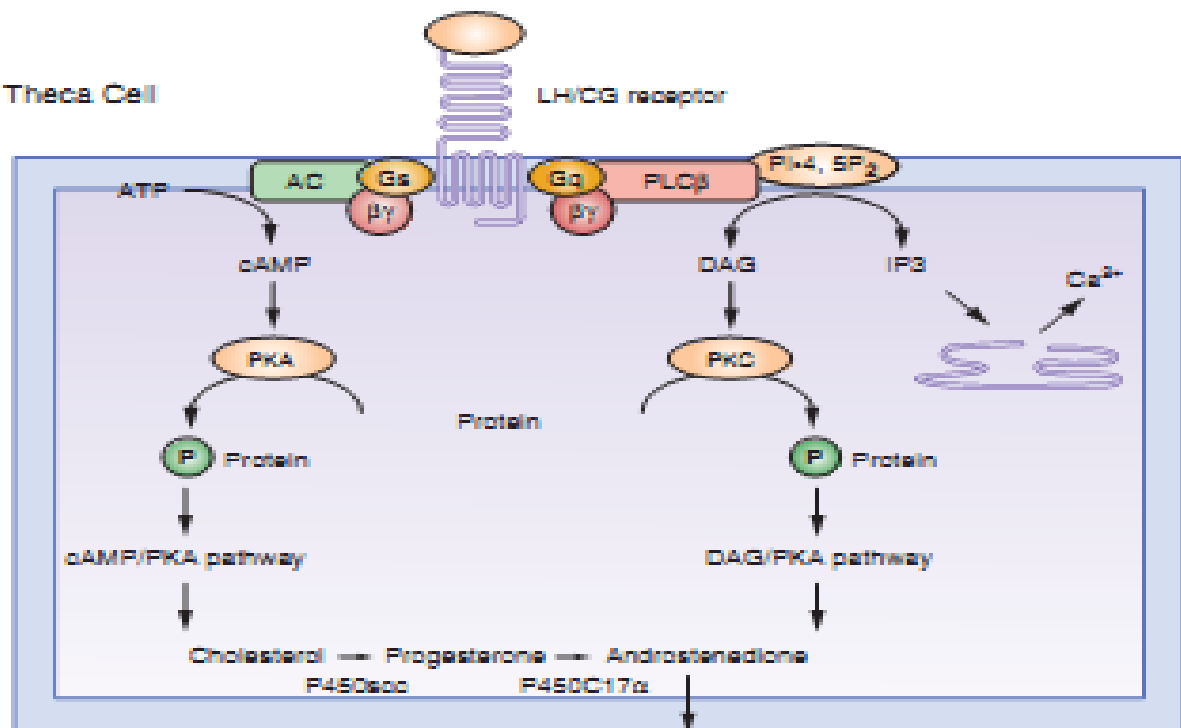 Theca Cell
LH/CG receptor
ATP
AC
Gs
βγ
Gq
βγ
PLCβ
PI-4, 5P2
cAMP
DAG
IP3
Ca2+
PKA
PKC
Protein
P
Protein
P
Protein
cAMP/PKA pathway
DAG/PKA pathway
Cholesterol → Progesterone → Androstenedione
P450scc
P450C17α